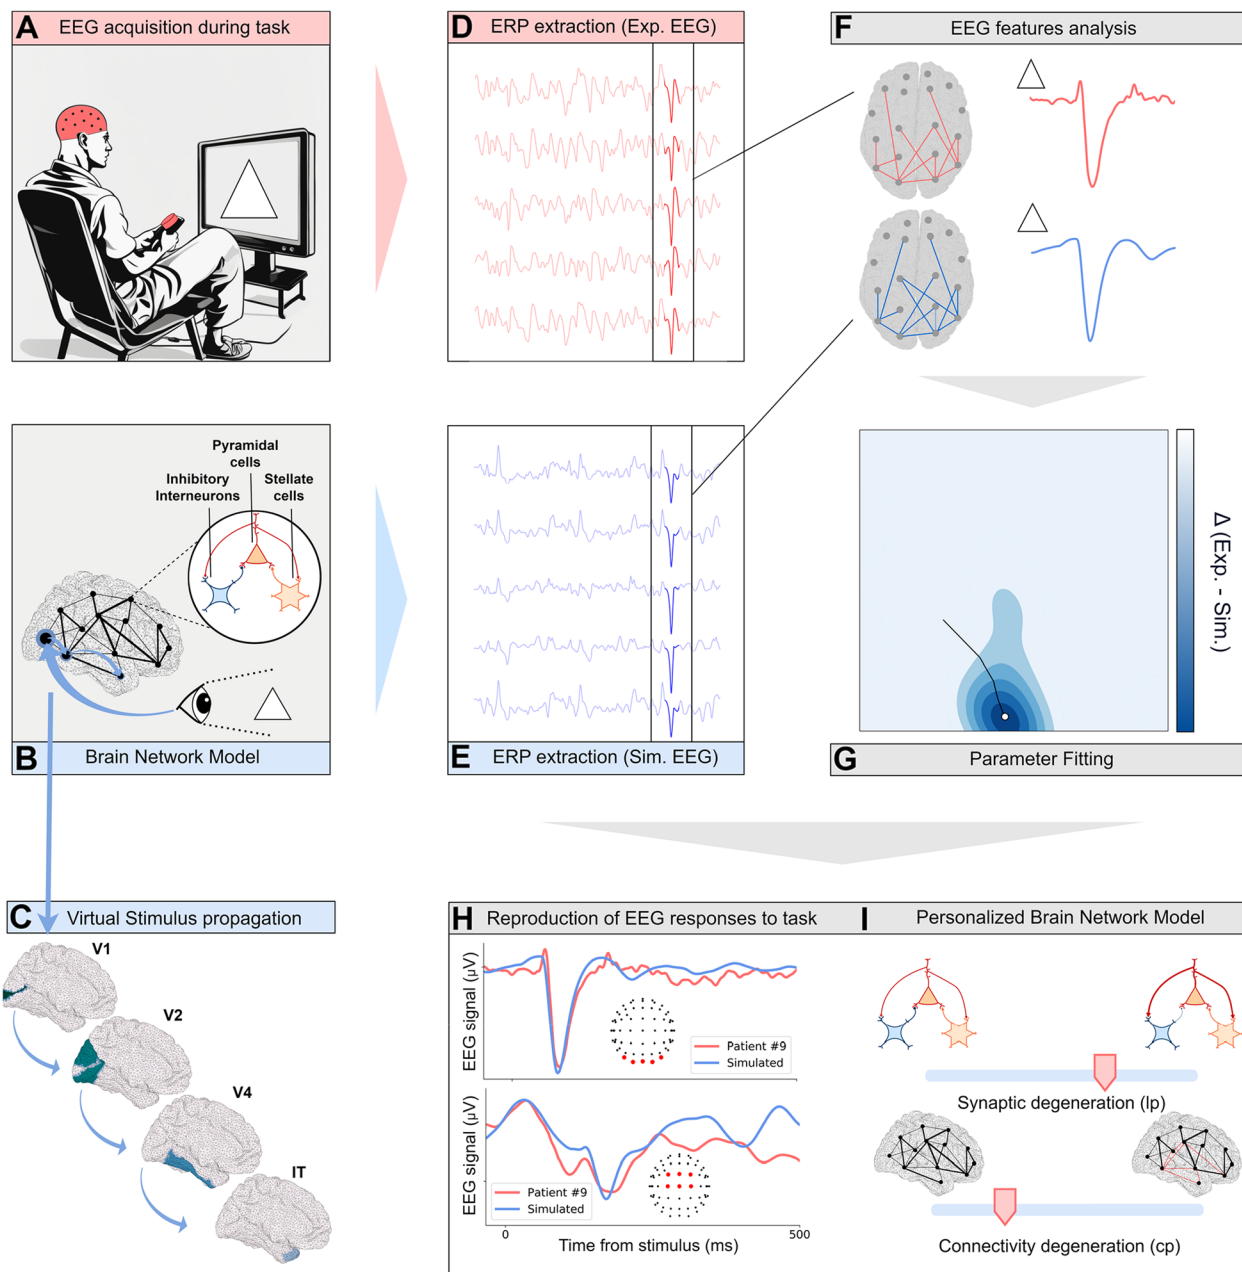 A EEG acquisition during task
D ERP extraction (Exp. EEG)
F EEG features analysis
Pyramidal
cells
Inhibitory
Interneurons
Stellate
cells
B Brain Network Model
E ERP extraction (Sim. EEG)
Δ (Exp. - Sim.)
G Parameter Fitting
C Virtual Stimulus propagation
V1
V2
V4
IT
H Reproduction of EEG responses to task
EEG signal (μV)
Patient #9
Simulated
500
EEG signal (μV)
Patient #9
Simulated
0
500
Time from stimulus (ms)
I Personalized Brain Network Model
Synaptic degeneration (lp)
Connectivity degeneration (cp)